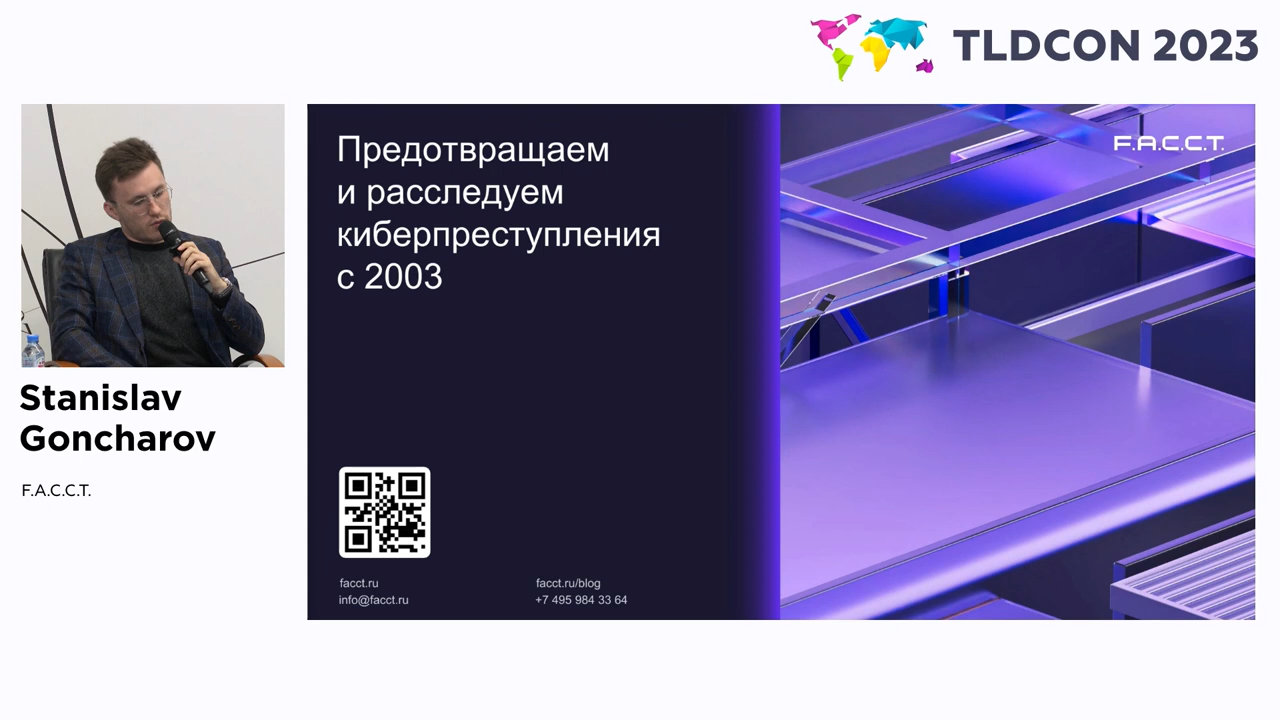 TLDCON 2023
Предотвращаем
и расследуем
киберпреступления
с 2003
F.A.C.C.T.
facct.ru
info@facct.ru
facct.ru/blog
+7 495 984 33 64
Stanislav
Goncharov
F.A.C.C.T.